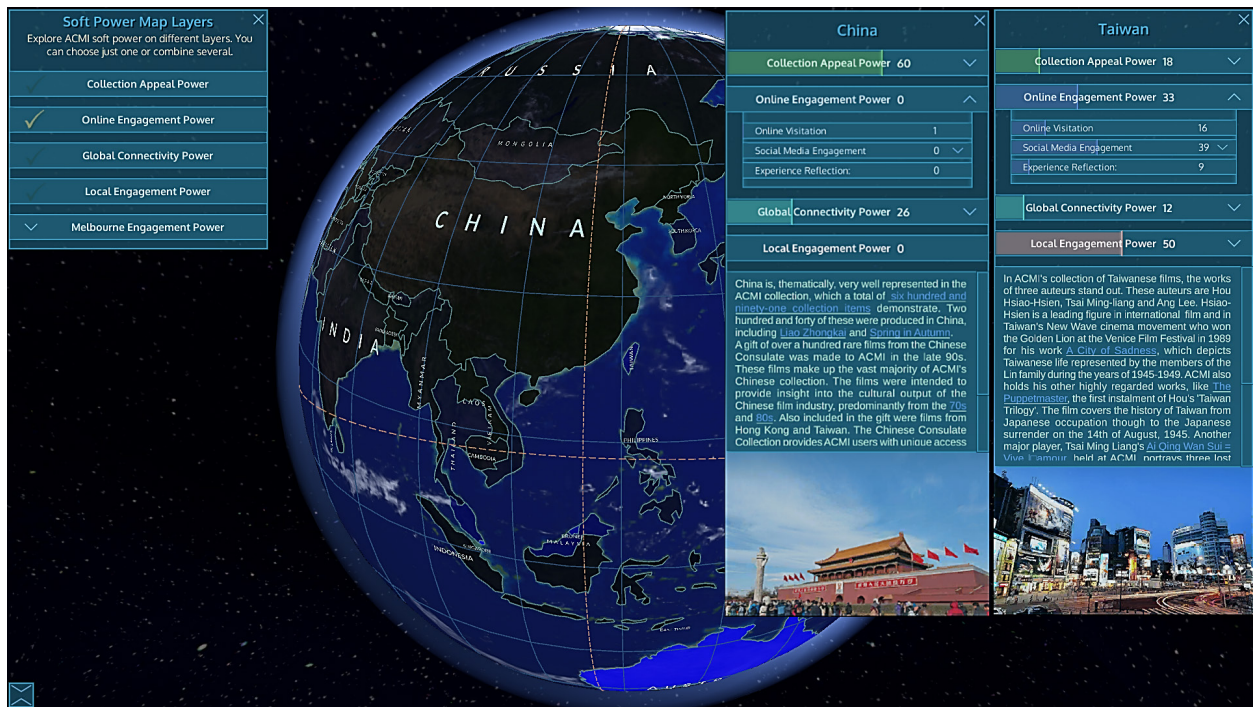 Soft Power Map Layers
Explore ACMI soft power on different layers. You
can choose just one or combine several.
Collection Appeal Power
Online Engagement Power
Global Connectivity Power
Local Engagement Power
Melbourne Engagement Power
RUSSIA
MONGOLIA
CHINA
NORTH KOREA
SOUTH KOREA
INDIA
MYANMAR
LAOS
THAILAND
VIETNAM
CAMBODIA
TAIWAN
PHILIPPINES
BRUNEI
MALAYSIA
SINGAPORE
INDONESIA
China
Collection Appeal Power 60
Online Engagement Power 0
Online Visitation 1
Social Media Engagement 0
Experience Reflection: 0
Global Connectivity Power 26
Local Engagement Power 0
China is, thematically, very well represented in the
ACMI collection, which a total of six hundred and
ninety-one collection items demonstrate. Two
hundred and forty of these were produced in China,
including Liao Zhongkai and Spring in Autumn.
A gift of over a hundred rare films from the Chinese
Consulate was made to ACMI in the late 90s.
These films make up the vast majority of ACMI's
Chinese collection. The films were intended to
provide insight into the cultural output of the
Chinese film industry, predominantly from the 70s
and 80s. Also included in the gift were films from
Hong Kong and Taiwan. The Chinese Consulate
Collection provides ACMI users with unique access
Taiwan
Collection Appeal Power 18
Online Engagement Power 33
Online Visitation 16
Social Media Engagement 39
Experience Reflection: 9
Global Connectivity Power 12
Local Engagement Power 50
In ACMI's collection of Taiwanese films, the works
of three auteurs stand out. These auteurs are Hou
Hsiao-Hsien, Tsai Ming-liang and Ang Lee. Hsiao-
Hsien is a leading figure in international film and in
Taiwan's New Wave cinema movement who won
the Golden Lion at the Venice Film Festival in 1989
for his work A City of Sadness, which depicts
Taiwanese life represented by the members of the
Lin family during the years of 1945-1949. ACMI also
holds his other highly regarded works, like The
Puppetmaster, the first instalment of Hou's 'Taiwan
Trilogy'. The film covers the history of Taiwan from
Japanese occupation though to the Japanese
surrender on the 14th of August, 1945. Another
major player, Tsai Ming Liang's Ai Qing Wan Sui =
Vive L'amour, held at ACMI, portrays three lost